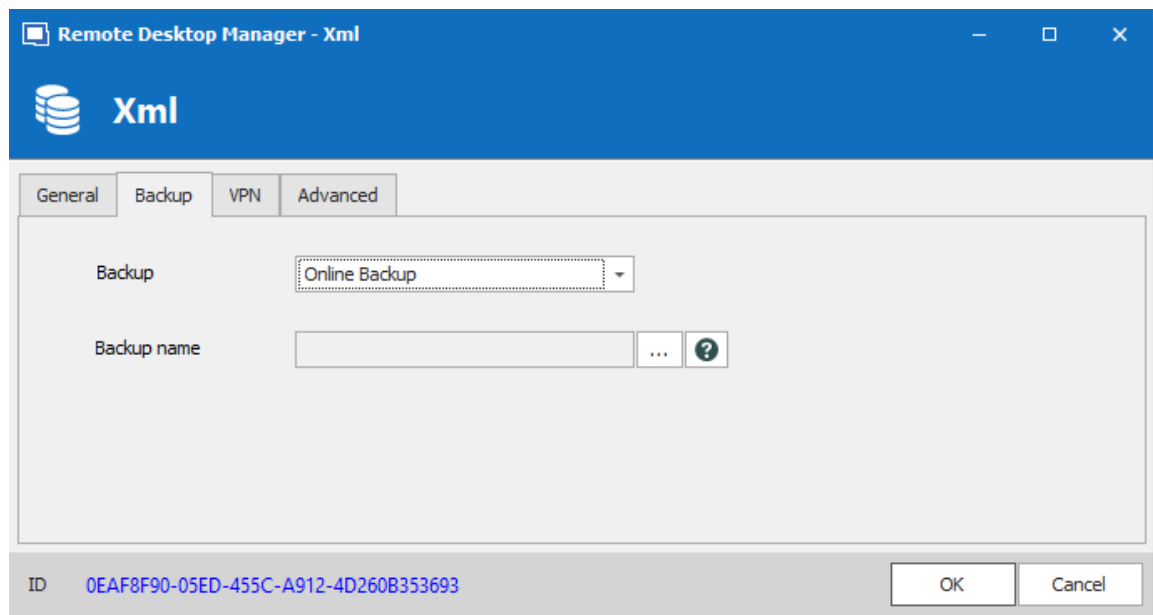 Remote Desktop Manager - Xml
Xml
General Backup VPN Advanced
Backup Online Backup
Backup name ... ?
ID 0EAF8F90-05ED-455C-A912-4D260B353693 OK Cancel